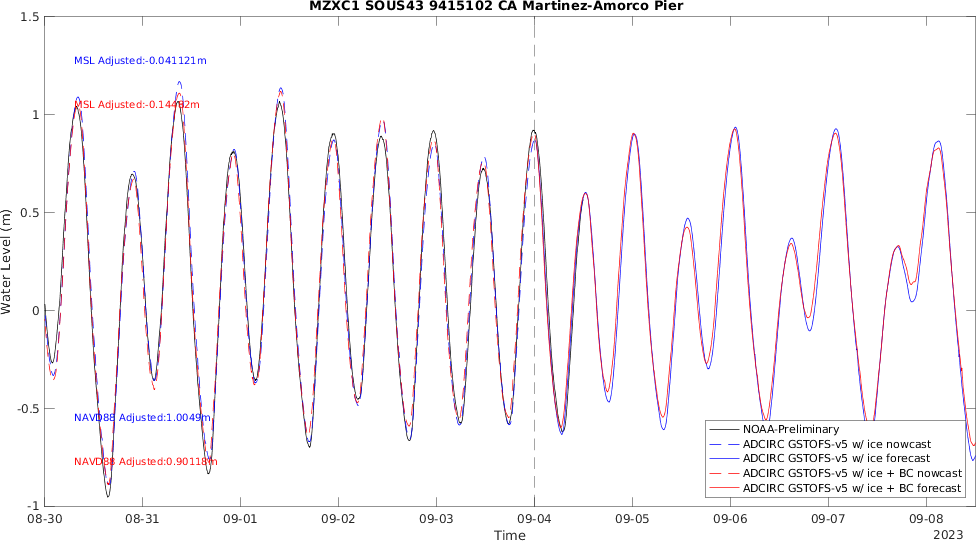 MZXC1 SOUS43 9415102 CA Martinez-Amorco Pier
1.5
MSL Adjusted:-0.041121m
MSL Adjusted:-0.14492m
1
0.5
Water Level (m)
0
-0.5
NAVD88 Adjusted:1.0049m
NAVD88 Adjusted:0.90118m
-1
NOAA-Preliminary
ADCIRC GSTOFS-v5 w/ ice nowcast
ADCIRC GSTOFS-v5 w/ ice forecast
ADCIRC GSTOFS-v5 w/ ice + BC nowcast
ADCIRC GSTOFS-v5 w/ ice + BC forecast
08-30 08-31 09-01 09-02 09-03 09-04 09-05 09-06 09-07 09-08
Time
2023